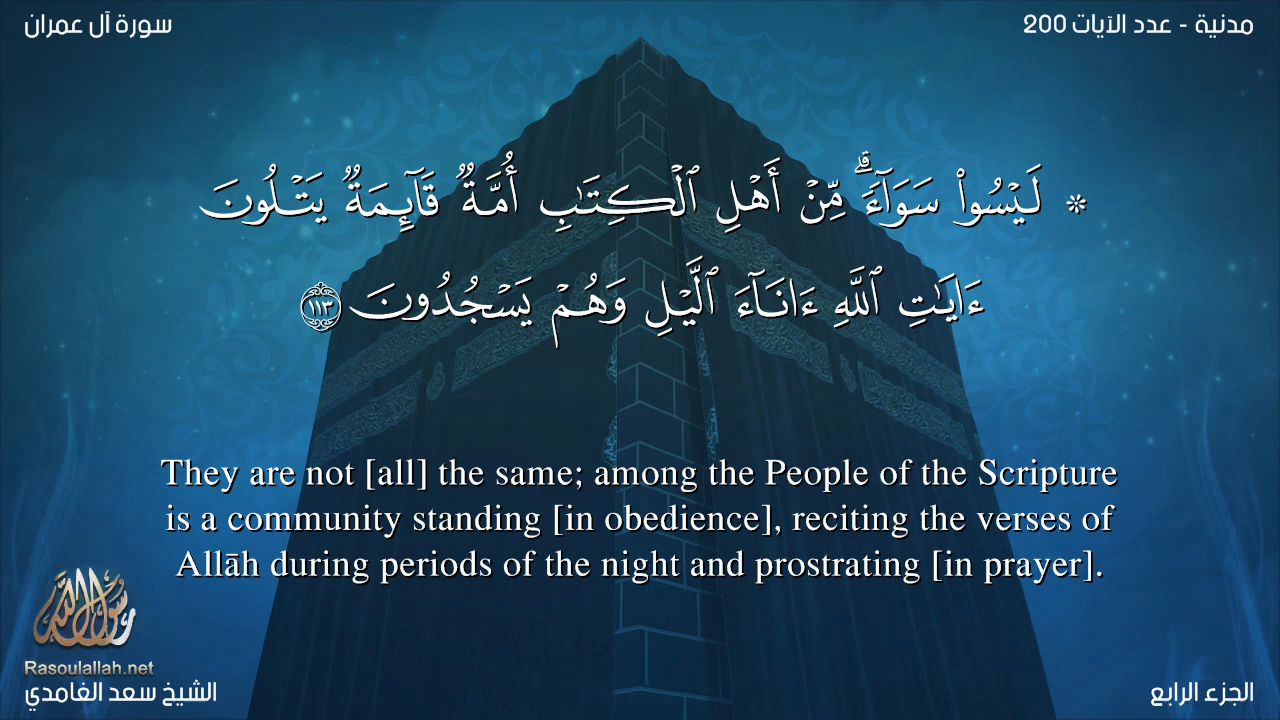 سورة آل عمران
مدنية - عدد الآيات 200
۞ لَيْسُوا۟ سَوَآءًۭ ۗ مِّنْ أَهْلِ ٱلْكِتَـٰبِ أُمَّةٌۭ قَآئِمَةٌۭ يَتْلُونَ
ءَايَـٰتِ ٱللَّهِ ءَانَآءَ ٱلَّيْلِ وَهُمْ يَسْجُدُونَ ١١٣
They are not [all] the same; among the People of the Scripture
is a community standing [in obedience], reciting the verses of
Allāh during periods of the night and prostrating [in prayer].
رسول الله
Rasoulallah.net
الشيخ سعد الغامدي
الجزء الرابع